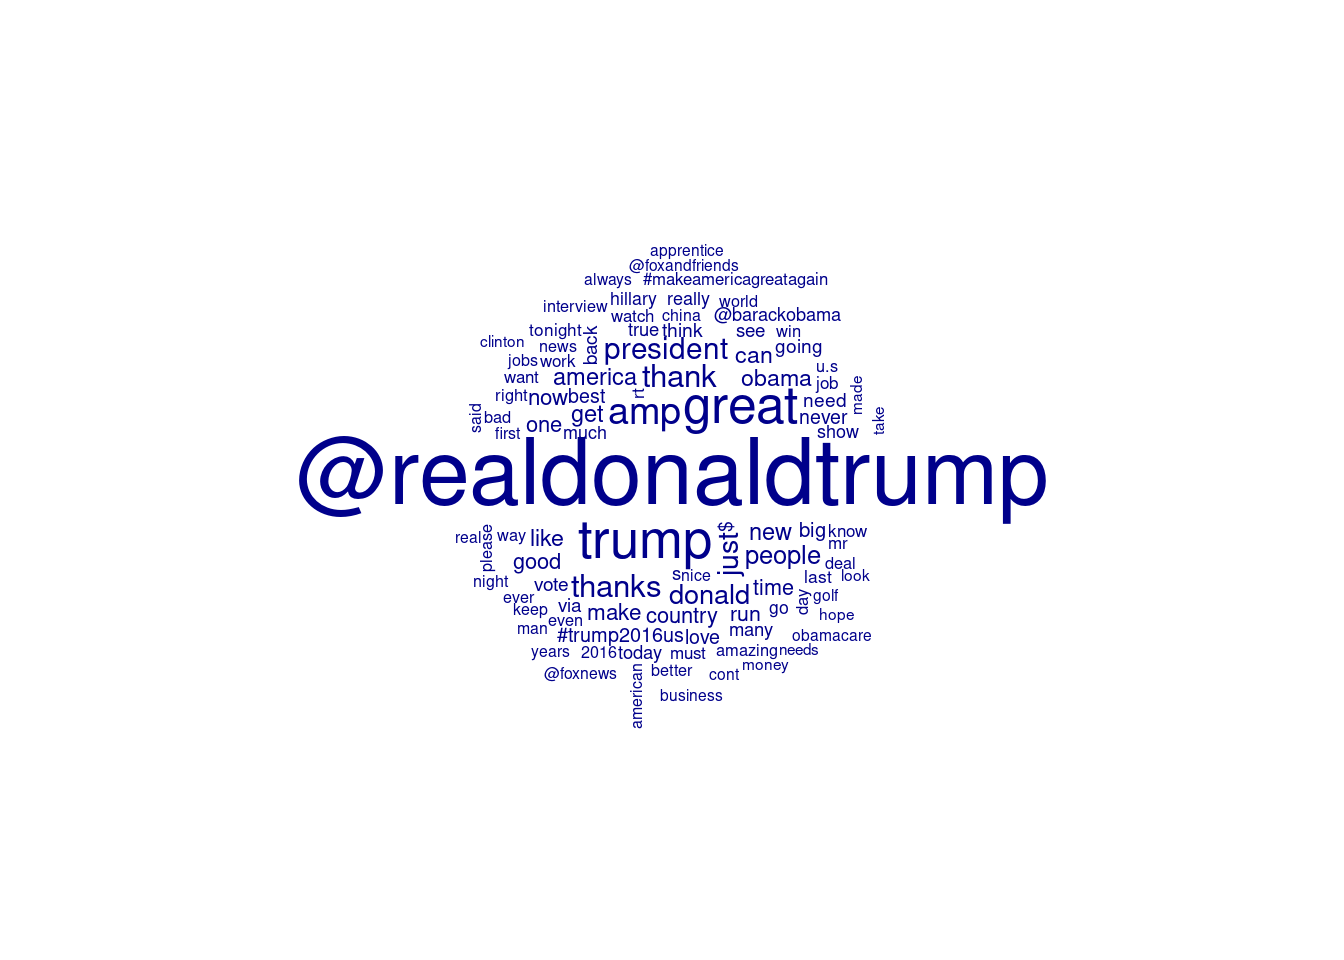 apprentice
@foxandfriends
always #makeamericagreatagain
interview hillary really world
watch china @barackobama
tonight back true think see win
clinton news president can going
jobs work
want america thank obama u.s
job
right now best rt amp great need made
said bad get never take
first one much show
@realdonaldtrump
real please way like trump just $ new big know
mr
good people deal
night vote thanks s nice donald time last look
ever keep via make country run go day golf hope
man even #trump2016 us love many obamacare
years 2016 today must amazing needs
@foxnews american better cont money
business